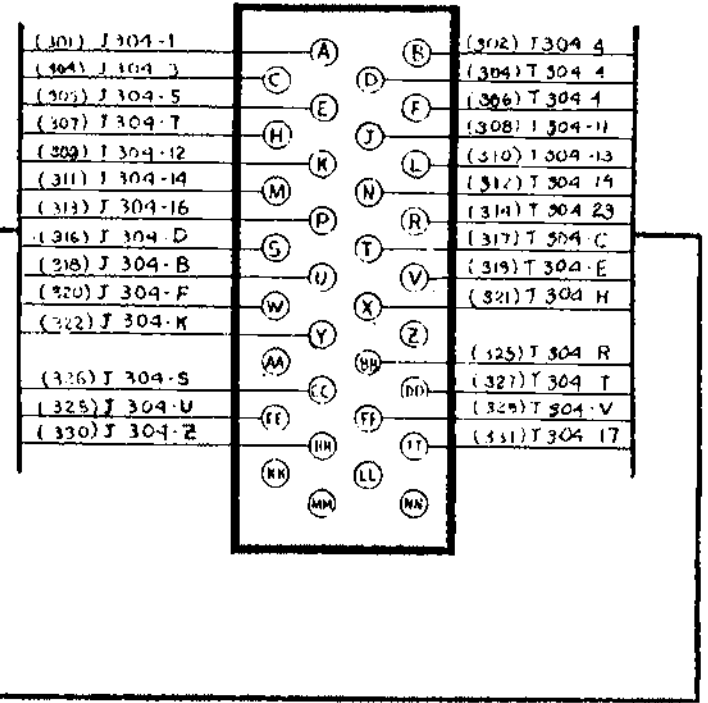 (301) J 304-1 A B (302) J 304 4
(304) J 304 3 C D (304) J 304 4
(305) J 304-5 E F (306) J 304 4
(307) J 304-7 H J (308) J 304-11
(309) J 304-12 K L (310) J 304-13
(311) J 304-14 M N (312) J 304 14
(313) J 304-16 P R (314) J 304 23
(316) J 304-D S T (317) J 304-C
(318) J 304-B U V (319) J 304-E
(320) J 304-F W X (321) J 304 H
(322) J 304-K Y Z
AA BB (325) J 304 R
(326) J 304-S CC DD (327) J 304 T
(328) J 304-U EE FF (329) J 304-V
(330) J 304-Z HH JJ (331) J 304 17
KK LL
MM NN